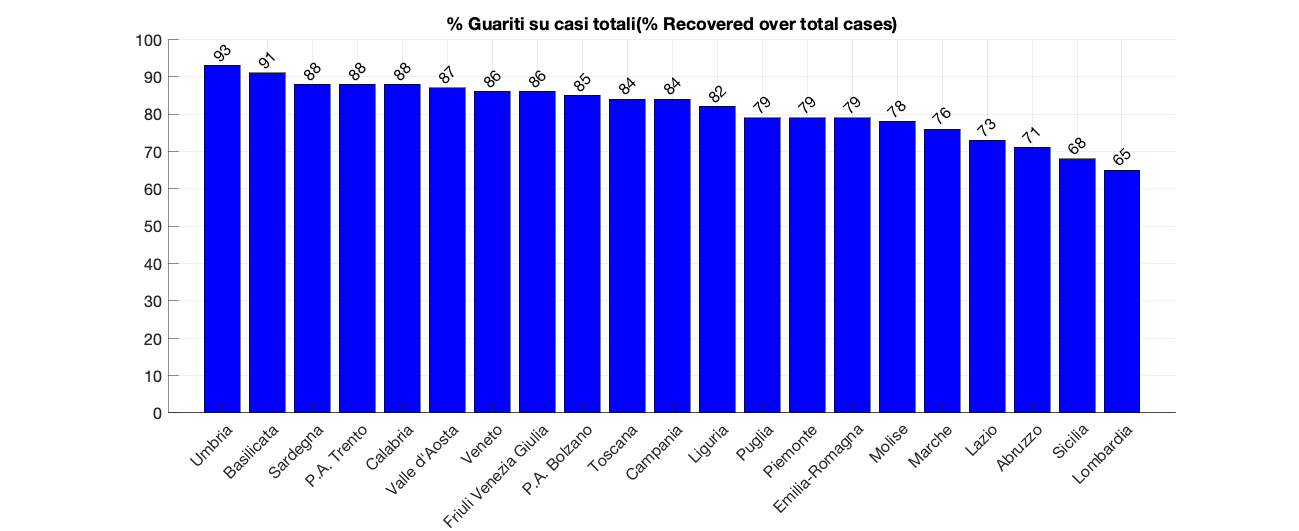 % Guariti su casi totali(% Recovered over total cases)
100
90
80
70
60
50
40
30
20
10
0
93
91
88
88
88
87
86
86
85
84
84
82
79
79
79
78
76
73
71
68
65
Umbria
Basilicata
Sardegna
P.A. Trento
Calabria
Valle d'Aosta
Veneto
Friuli Venezia Giulia
P.A. Bolzano
Toscana
Campania
Liguria
Puglia
Piemonte
Emilia-Romagna
Molise
Marche
Lazio
Abruzzo
Sicilia
Lombardia